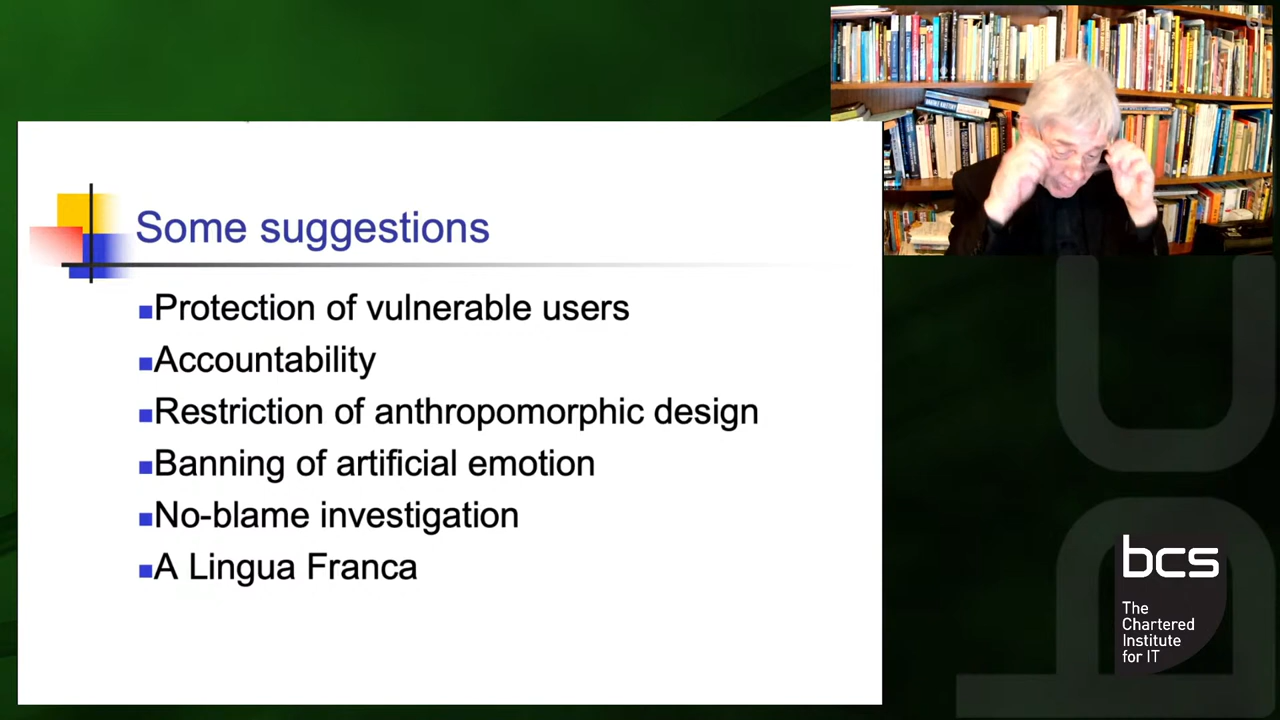 Some suggestions
Protection of vulnerable users
Accountability
Restriction of anthropomorphic design
Banning of artificial emotion
No-blame investigation
A Lingua Franca
bcs
The
Chartered
Institute
for IT